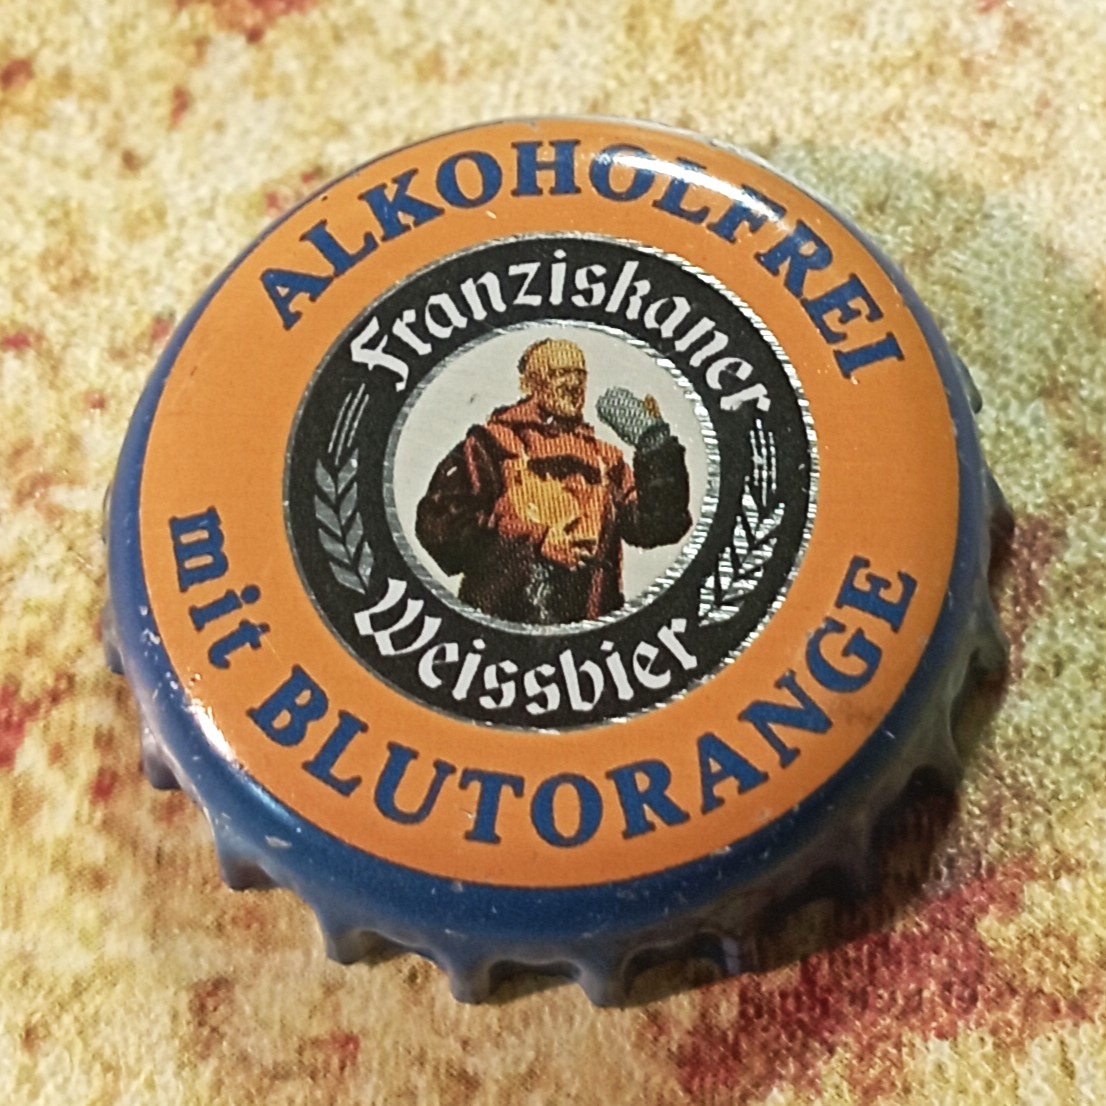 ALKOHOLFREI
Franziskaner
Weissbier
mit BLUTORANGE